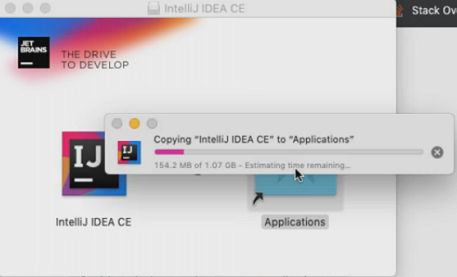 IntelliJ IDEA CE
Stack Ov
JET
BRAINS
THE DRIVE
TO DEVELOP
Copying "IntelliJ IDEA CE" to "Applications"
154.2 MB of 1.07 GB - Estimating time remaining...
IJ
IntelliJ IDEA CE
Applications